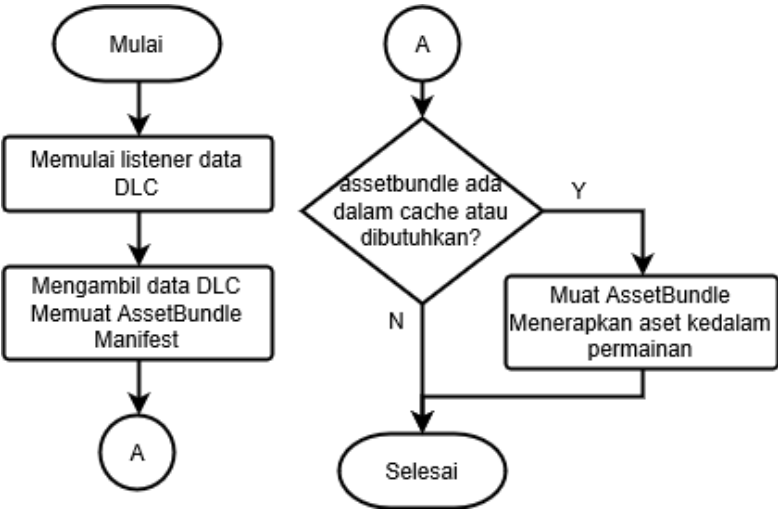 Mulai
Memulai listener data
DLC
Mengambil data DLC
Memuat AssetBundle
Manifest
A
A
assetbundle ada
dalam cache atau
dibutuhkan?
Y
N
Muat AssetBundle
Menerapkan aset kedalam
permainan
Selesai